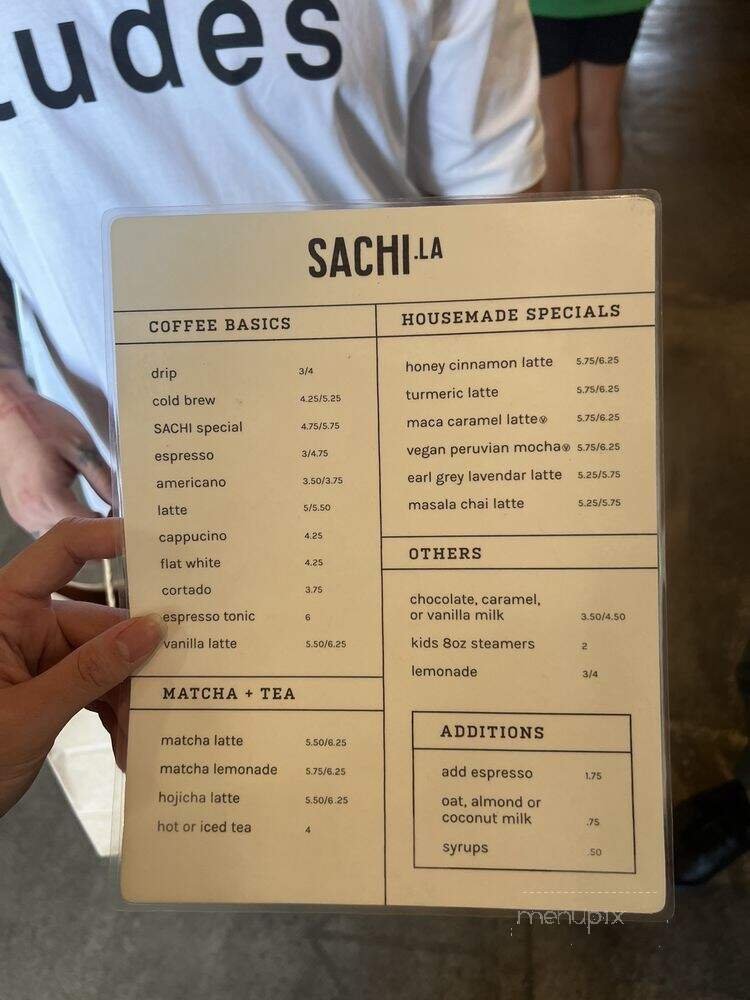 udes
SACHI.LA
COFFEE BASICS
drip 3/4
cold brew 4.25/5.25
SACHI special 4.75/5.75
espresso 3/4.75
americano 3.50/3.75
latte 5/5.50
cappucino 4.25
flat white 4.25
cortado 3.75
espresso tonic 6
vanilla latte 5.50/6.25
MATCHA + TEA
matcha latte 5.50/6.25
matcha lemonade 5.75/6.25
hojicha latte 5.50/6.25
hot or iced tea 4
HOUSEMADE SPECIALS
honey cinnamon latte 5.75/6.25
turmeric latte 5.75/6.25
maca caramel latte Ⓥ 5.75/6.25
vegan peruvian mocha Ⓥ 5.75/6.25
earl grey lavendar latte 5.25/5.75
masala chai latte 5.25/5.75
OTHERS
chocolate, caramel,
or vanilla milk 3.50/4.50
kids 8oz steamers 2
lemonade 3/4
ADDITIONS
add espresso 1.75
oat, almond or
coconut milk .75
syrups .50
menupix